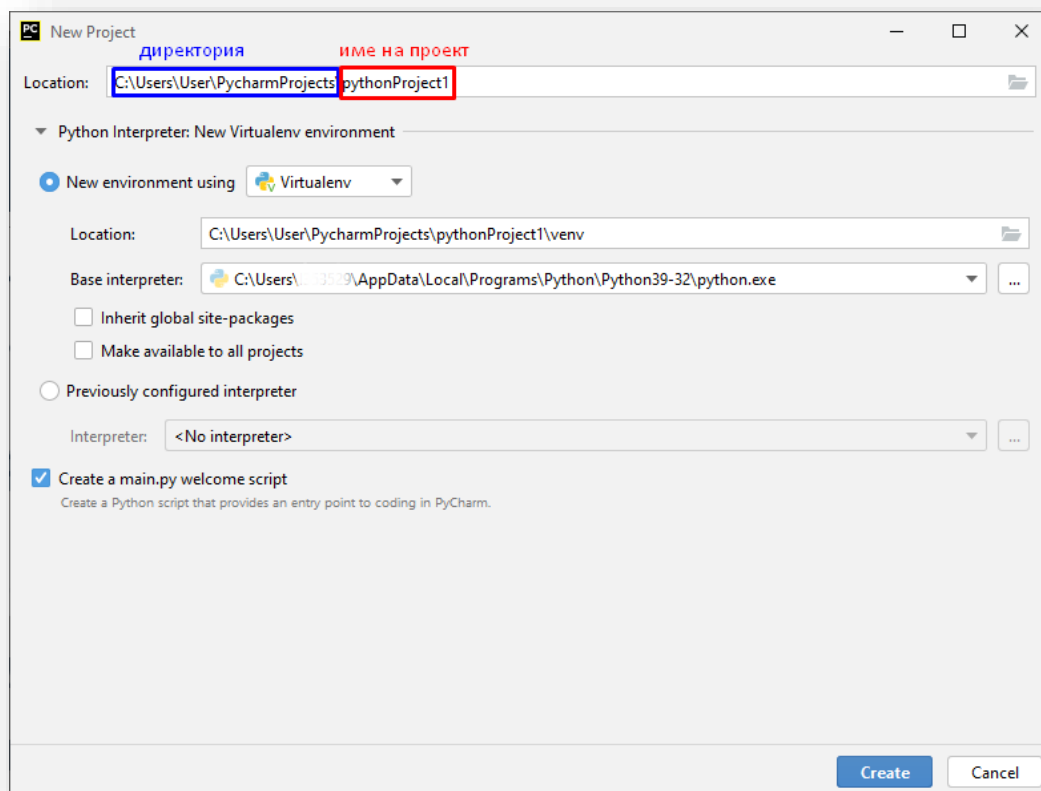 PC New Project
директория име на проект
Location: C:\Users\User\PycharmProjects\pythonProject1
Python Interpreter: New Virtualenv environment
New environment using Virtualenv
Location: C:\Users\User\PycharmProjects\pythonProject1\venv
Base interpreter: C:\Users\ \AppData\Local\Programs\Python\Python39-32\python.exe ...
Inherit global site-packages
Make available to all projects
Previously configured interpreter
Interpreter: <No interpreter> ...
Create a main.py welcome script
Create a Python script that provides an entry point to coding in PyCharm.
Create Cancel